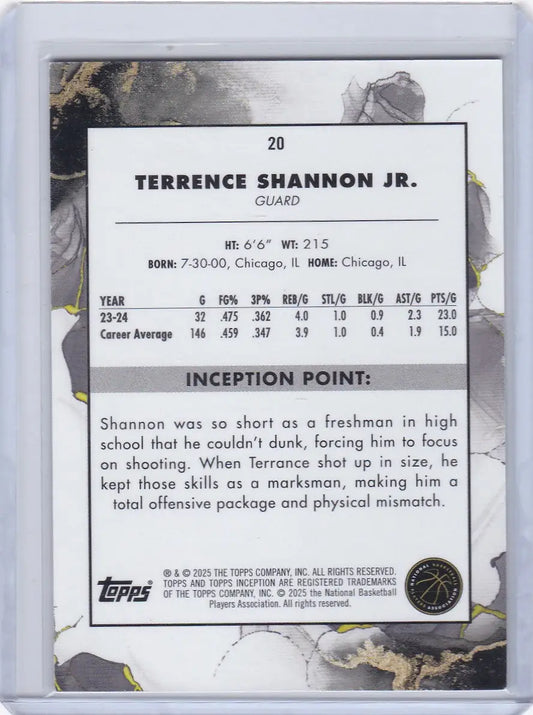 20
TERRENCE SHANNON JR.
GUARD
HT: 6'6" WT: 215
BORN: 7-30-00, Chicago, IL HOME: Chicago, IL
YEAR G FG% 3P% REB/G STL/G BLK/G AST/G PTS/G
23-24 32 .475 .362 4.0 1.0 0.9 2.3 23.0
Career Average 146 .459 .347 3.9 1.0 0.4 1.9 15.0
INCEPTION POINT:
Shannon was so short as a freshman in high
school that he couldn't dunk, forcing him to focus
on shooting. When Terrance shot up in size, he
kept those skills as a marksman, making him a
total offensive package and physical mismatch.
® & © 2025 THE TOPPS COMPANY, INC. ALL RIGHTS RESERVED.
TOPPS AND TOPPS INCEPTION ARE REGISTERED TRADEMARKS
OF THE TOPPS COMPANY, INC. © 2025 the National Basketball
Players Association. All rights reserved.
Topps®
NATIONAL BASKETBALL
PLAYERS ASSOCIATION